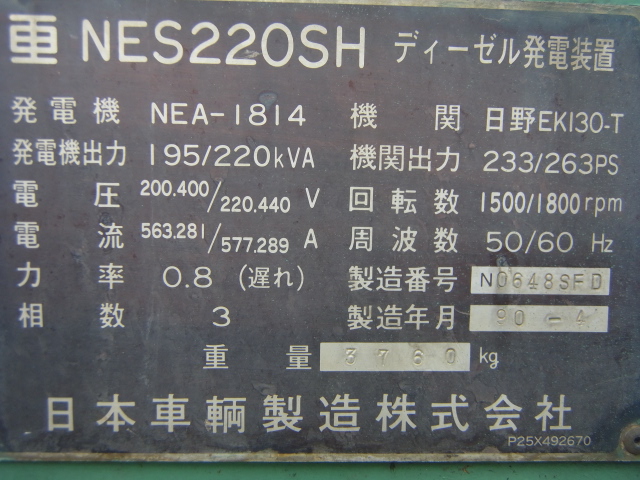 車 NES220SH ディーゼル発電装置
発電機 NEA-1814 機関 日野EK130-T
発電機出力 195/220kVA 機関出力 233/263PS
電圧 200.400/220.440 V 回転数 1500/1800rpm
電流 563.281/577.289 A 周波数 50/60 Hz
力率 0.8 (遅れ) 製造番号 N0648SFD
相数 3 製造年月 90-4
重量 3760 kg
日本車輌製造株式会社
P25X492670